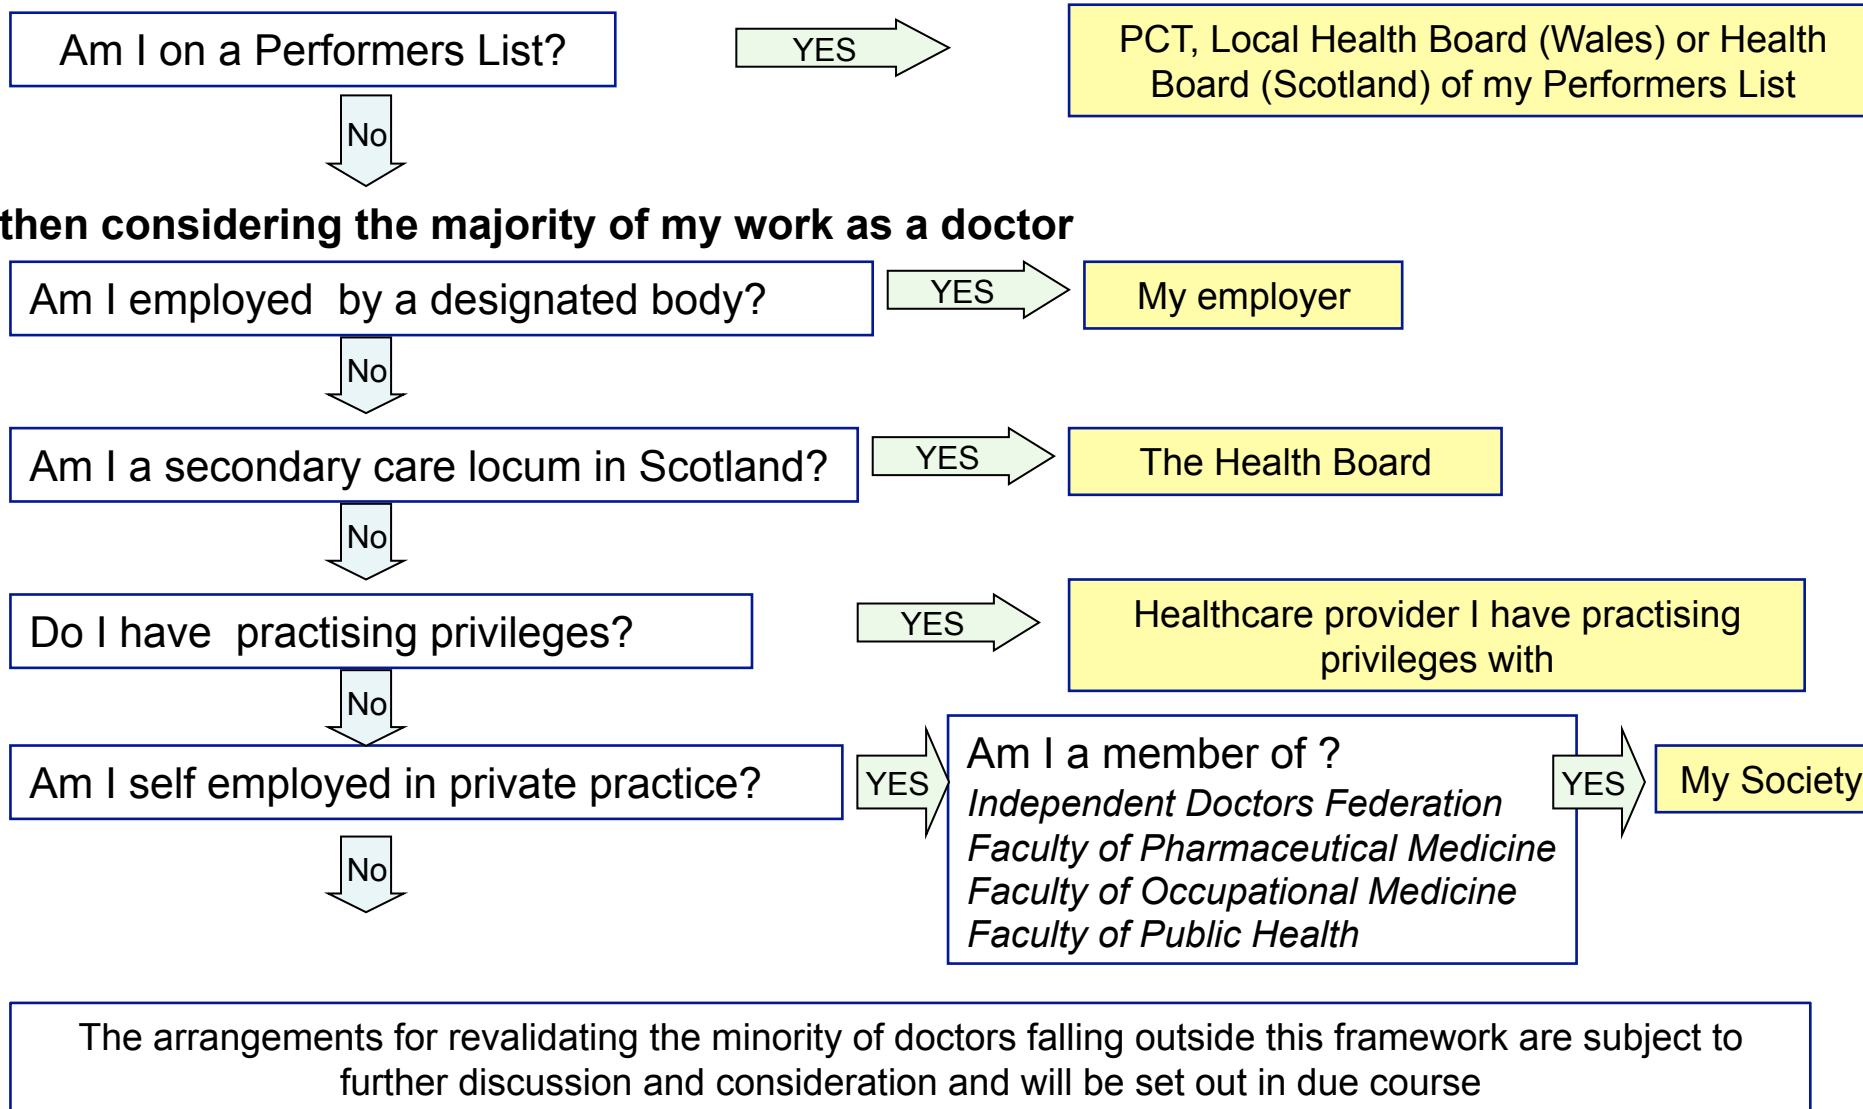 Am I on a Performers List?
YES
PCT, Local Health Board (Wales) or Health
Board (Scotland) of my Performers List
No
then considering the majority of my work as a doctor
Am I employed by a designated body?
YES
My employer
No
Am I a secondary care locum in Scotland?
YES
The Health Board
No
Do I have practising privileges?
YES
Healthcare provider I have practising
privileges with
No
Am I self employed in private practice?
YES
Am I a member of ?
Independent Doctors Federation
Faculty of Pharmaceutical Medicine
Faculty of Occupational Medicine
Faculty of Public Health
YES
My Society
No
The arrangements for revalidating the minority of doctors falling outside this framework are subject to
further discussion and consideration and will be set out in due course